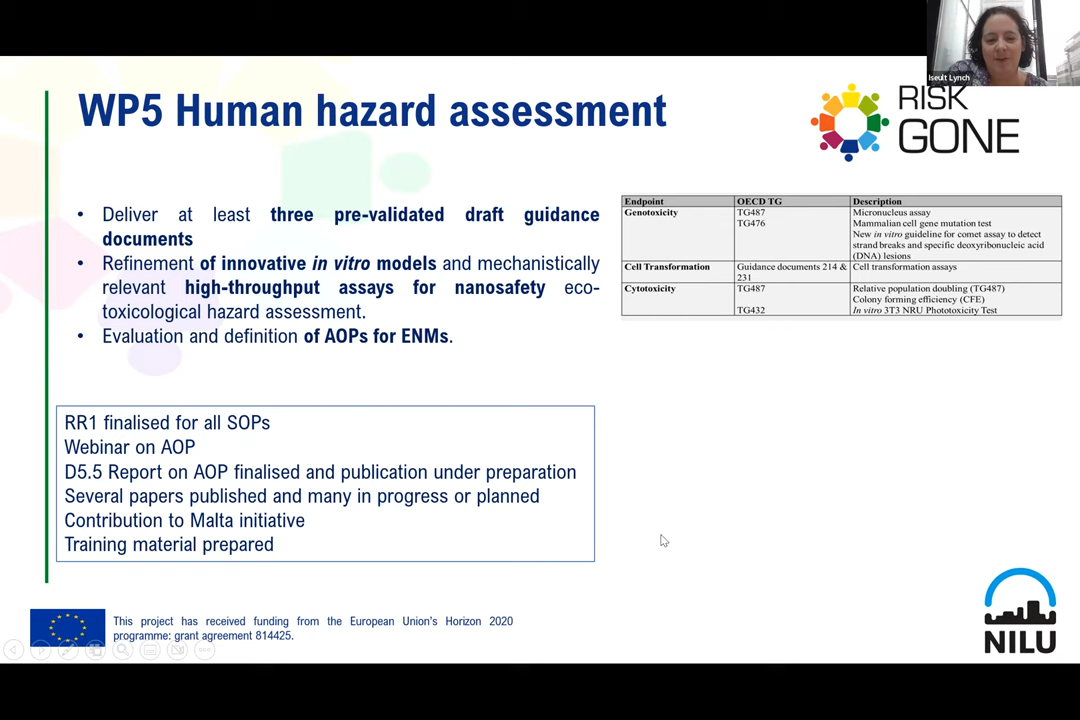 Iseult Lynch
WP5 Human hazard assessment
RISK
GONE
• Deliver at least three pre-validated draft guidance
documents
• Refinement of innovative in vitro models and mechanistically
relevant high-throughput assays for nanosafety eco-
toxicological hazard assessment.
• Evaluation and definition of AOPs for ENMs.
Endpoint OECD TG Description
Genotoxicity TG487 Micronucleus assay
TG476 Mammalian cell gene mutation test
New in vitro guideline for comet assay to detect
strand breaks and specific deoxyribonucleic acid
(DNA) lesions
Cell Transformation Guidance documents 214 & Cell transformation assays
231
Cytotoxicity TG487 Relative population doubling (TG487)
Colony forming efficiency (CFE)
TG432 In vitro 3T3 NRU Phototoxicity Test
RR1 finalised for all SOPs
Webinar on AOP
D5.5 Report on AOP finalised and publication under preparation
Several papers published and many in progress or planned
Contribution to Malta initiative
Training material prepared
This project has received funding from the European Union's Horizon 2020
programme: grant agreement 814425.
NILU